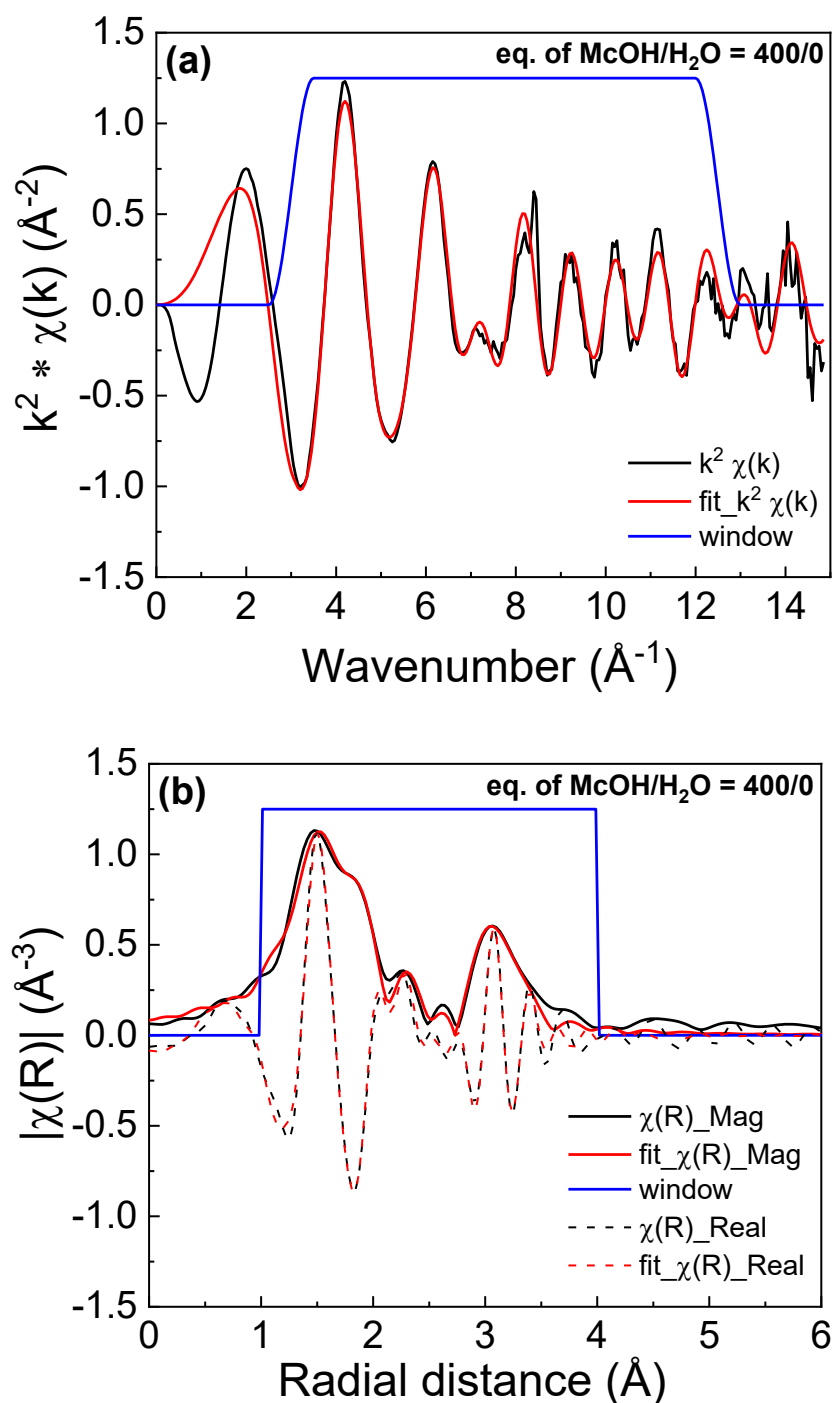 (a)
eq. of McOH/H₂O = 400/0
k² * χ(k) (Å⁻²)
1.5
1.0
0.5
0.0
-0.5
-1.0
-1.5
k² χ(k)
fit_k² χ(k)
window
0 2 4 6 8 10 12 14
Wavenumber (Å⁻¹)
(b)
eq. of McOH/H₂O = 400/0
|χ(R)| (Å⁻³)
1.5
1.0
0.5
0.0
-0.5
-1.0
-1.5
χ(R)_Mag
fit_χ(R)_Mag
window
χ(R)_Real
fit_χ(R)_Real
0 1 2 3 4 5 6
Radial distance (Å)